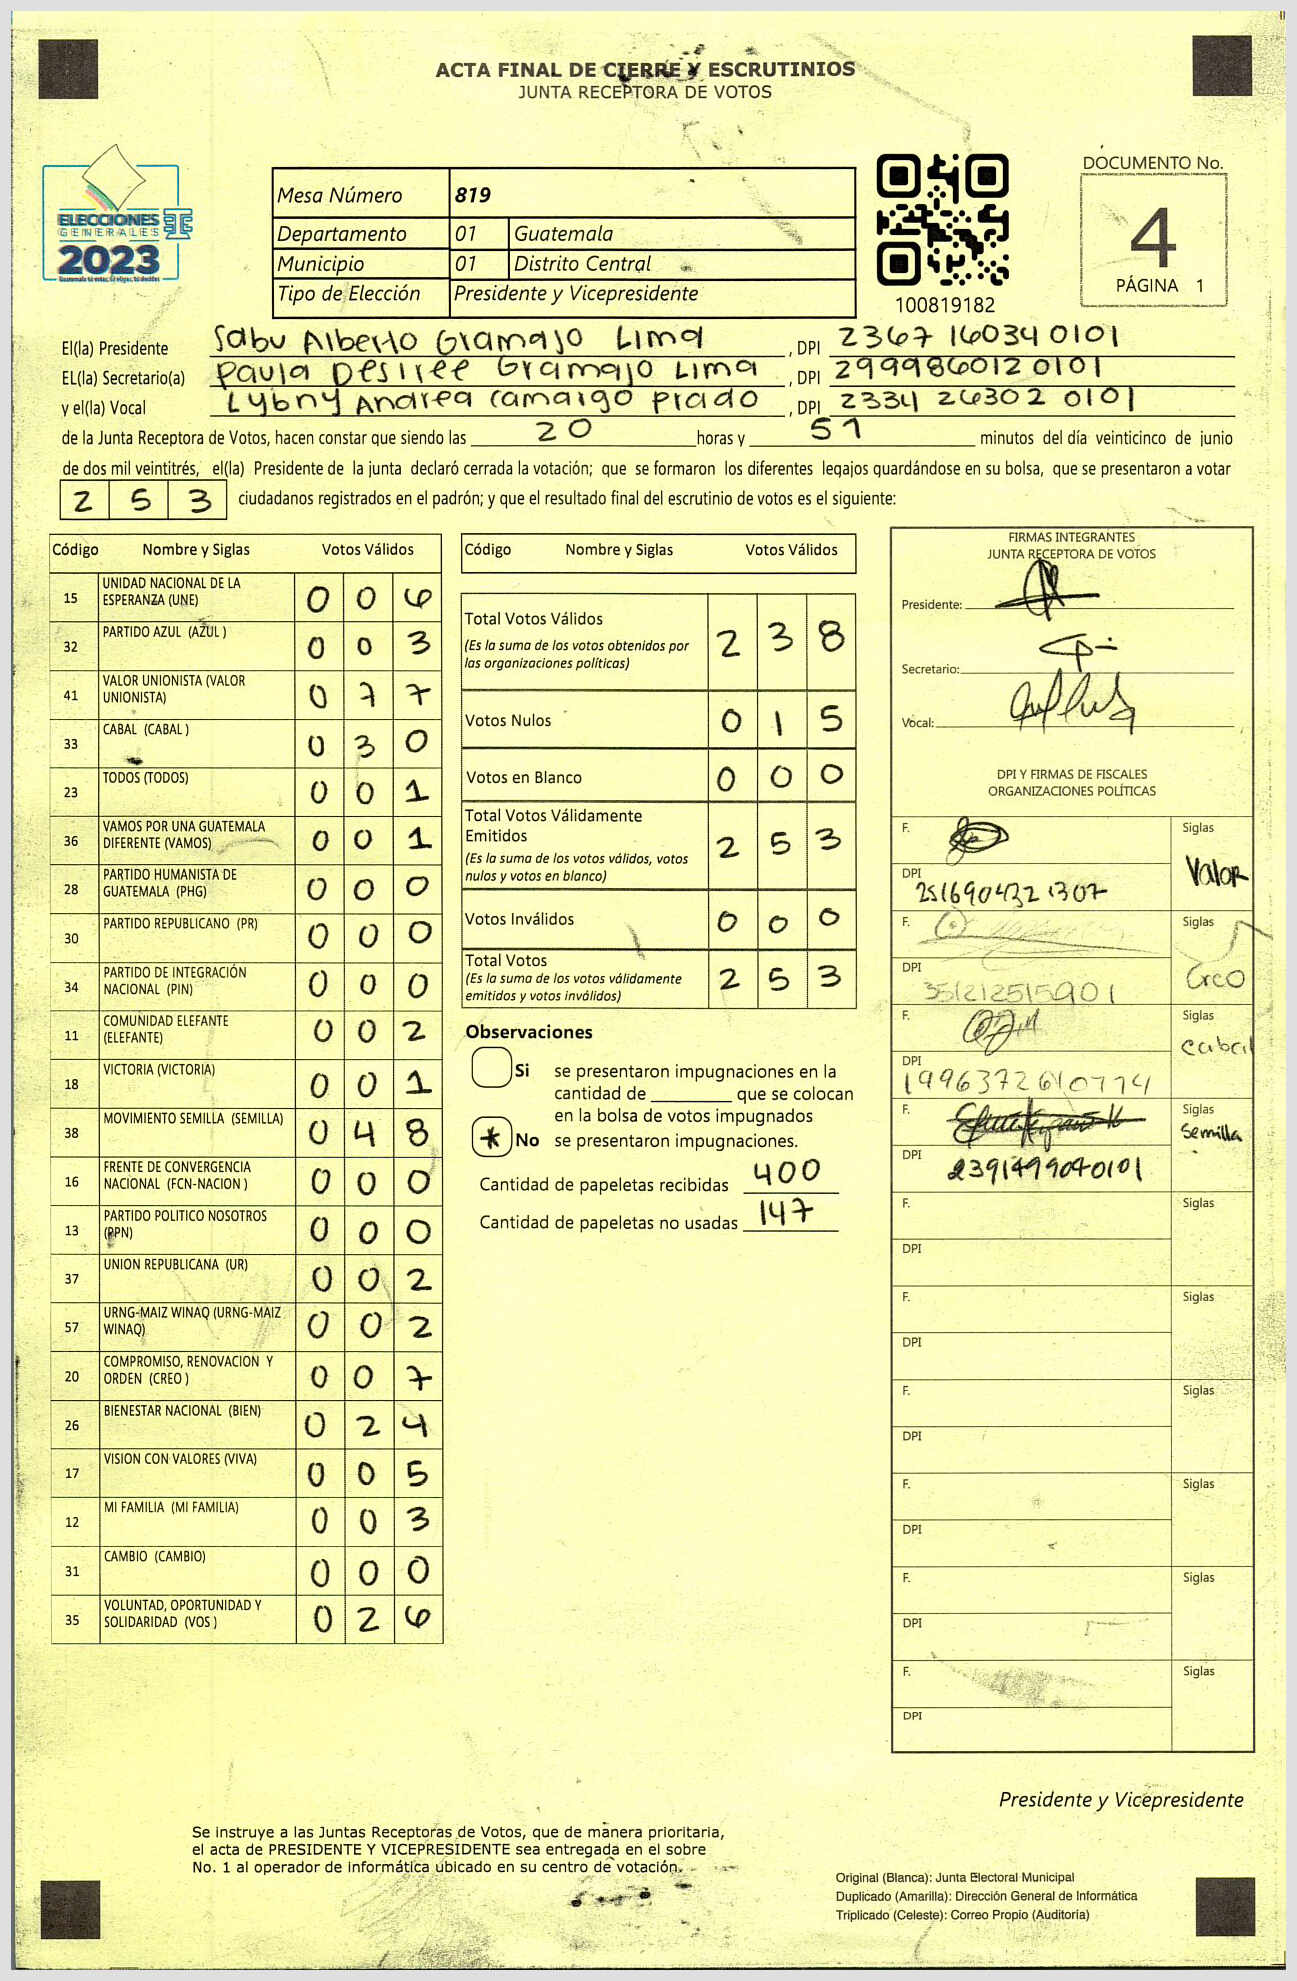 ACTA FINAL DE CIERRE Y ESCRUTINIOS
JUNTA RECEPTORA DE VOTOS
ELECCIONES
GENERALES
2023
Mesa Número 819
Departamento 01 Guatemala
Municipio 01 Distrito Central
Tipo de Elección Presidente y Vicepresidente
100819182
DOCUMENTO No.
4
PÁGINA 1
El(la) Presidente Sabu Alberto Gramajo Lima, DPI 2367 16034 0101
EL(la) Secretario(a) Paula Desiree Gramajo Lima, DPI 299986012 0101
y el(la) Vocal Lybny Andrea Camargo Prado, DPI 2334 26302 0101
de la Junta Receptora de Votos, hacen constar que siendo las 20 horas y 51 minutos del día veinticinco de junio
de dos mil veintitrés, el(la) Presidente de la junta declaró cerrada la votación; que se formaron los diferentes legajos guardándose en su bolsa, que se presentaron a votar
2 5 3 ciudadanos registrados en el padrón; y que el resultado final del escrutinio de votos es el siguiente:
Código Nombre y Siglas Votos Válidos
15 UNIDAD NACIONAL DE LA ESPERANZA (UNE) 0 0 6
32 PARTIDO AZUL (AZUL ) 0 0 3
41 VALOR UNIONISTA (VALOR UNIONISTA) 0 7 7
33 CABAL (CABAL ) 0 3 0
23 TODOS (TODOS) 0 0 1
36 VAMOS POR UNA GUATEMALA DIFERENTE (VAMOS) 0 0 1
28 PARTIDO HUMANISTA DE GUATEMALA (PHG) 0 0 0
30 PARTIDO REPUBLICANO (PR) 0 0 0
34 PARTIDO DE INTEGRACIÓN NACIONAL (PIN) 0 0 0
11 COMUNIDAD ELEFANTE (ELEFANTE) 0 0 2
18 VICTORIA (VICTORIA) 0 0 1
38 MOVIMIENTO SEMILLA (SEMILLA) 0 4 8
16 FRENTE DE CONVERGENCIA NACIONAL (FCN-NACION ) 0 0 0
13 PARTIDO POLITICO NOSOTROS (PPN) 0 0 0
37 UNION REPUBLICANA (UR) 0 0 2
57 URNG-MAIZ WINAQ (URNG-MAIZ WINAQ) 0 0 2
20 COMPROMISO, RENOVACION Y ORDEN (CREO ) 0 0 7
26 BIENESTAR NACIONAL (BIEN) 0 2 4
17 VISION CON VALORES (VIVA) 0 0 5
12 MI FAMILIA (MI FAMILIA) 0 0 3
31 CAMBIO (CAMBIO) 0 0 0
35 VOLUNTAD, OPORTUNIDAD Y SOLIDARIDAD (VOS ) 0 2 6
Código Nombre y Siglas Votos Válidos
Total Votos Válidos 2 3 8
(Es la suma de los votos obtenidos por
las organizaciones políticas)
Votos Nulos 0 1 5
Votos en Blanco 0 0 0
Total Votos Válidamente
Emitidos 2 5 3
(Es la suma de los votos válidos, votos
nulos y votos en blanco)
Votos Inválidos 0 0 0
Total Votos 2 5 3
(Es la suma de los votos válidamente
emitidos y votos inválidos)
Observaciones
Si se presentaron impugnaciones en la
cantidad de ________ que se colocan
en la bolsa de votos impugnados
* No se presentaron impugnaciones.
Cantidad de papeletas recibidas 400
Cantidad de papeletas no usadas 147
FIRMAS INTEGRANTES
JUNTA RECEPTORA DE VOTOS
Presidente:
Secretario:
Vocal:
DPI Y FIRMAS DE FISCALES
ORGANIZACIONES POLÍTICAS
F. Siglas
DPI 251690432 1307 Valor
F. Siglas
DPI 351212515901 Creo
F. Siglas
DPI 1996372610774 cabal
F. Siglas
DPI 2391499040101 Semilla
F. Siglas
DPI
F. Siglas
DPI
F. Siglas
DPI
F. Siglas
DPI
F. Siglas
DPI
F. Siglas
DPI
Presidente y Vicepresidente
Se instruye a las Juntas Receptoras de Votos, que de manera prioritaria,
el acta de PRESIDENTE Y VICEPRESIDENTE sea entregada en el sobre
No. 1 al operador de informática ubicado en su centro de votación.
Original (Blanca): Junta Electoral Municipal
Duplicado (Amarilla): Dirección General de Informática
Triplicado (Celeste): Correo Propio (Auditoría)